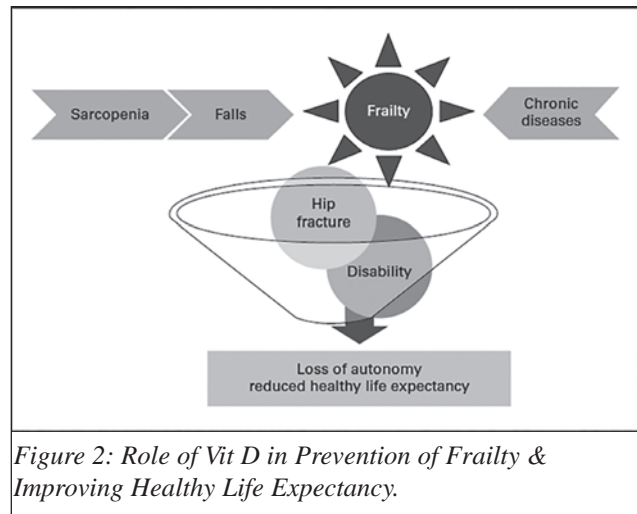 Sarcopenia
Falls
Frailty
Chronic
diseases
Hip
fracture
Disability
Loss of autonomy
reduced healthy life expectancy
Figure 2: Role of Vit D in Prevention of Frailty &
Improving Healthy Life Expectancy.